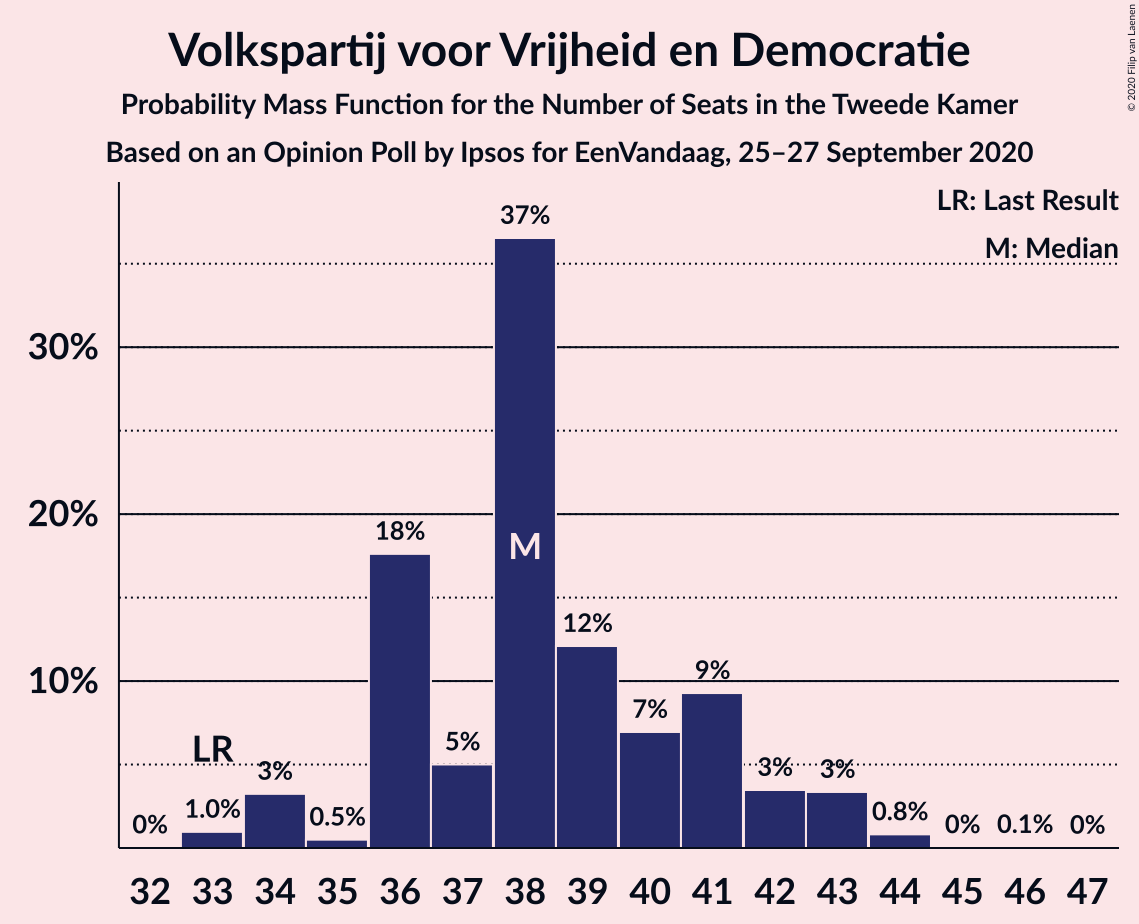 Volkspartij voor Vrijheid en Democratie
Probability Mass Function for the Number of Seats in the Tweede Kamer
Based on an Opinion Poll by Ipsos for EenVandaag, 25–27 September 2020
© 2020 Filip van Laenen
LR: Last Result
M: Median
30%
20%
10%
0%
LR
1.0%
3%
0.5%
18%
5%
37%
M
12%
7%
9%
3%
3%
0.8%
0%
0.1%
0%
32 33 34 35 36 37 38 39 40 41 42 43 44 45 46 47